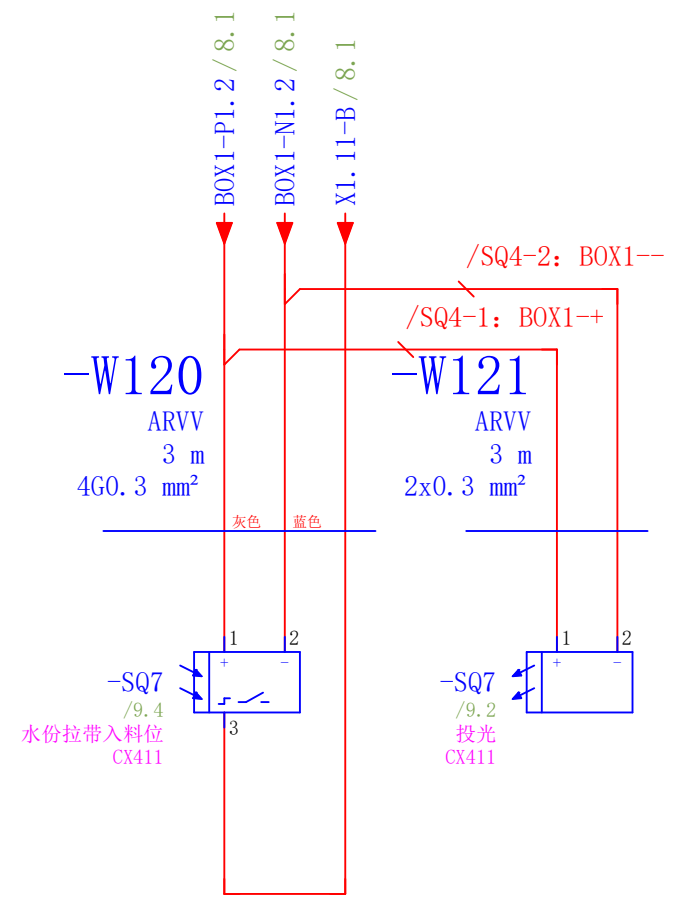 BOX1-P1.2/8.1
BOX1-N1.2/8.1
X1.11-B/8.1
/SQ4-2: BOX1--
/SQ4-1: BOX1-+
-W120
ARVV
3 m
4G0.3 mm²
-W121
ARVV
3 m
2x0.3 mm²
灰色
蓝色
1
2
+
-
-SQ7
/9.4
水份拉带入料位
CX411
3
1
2
+
-
-SQ7
/9.2
投光
CX411